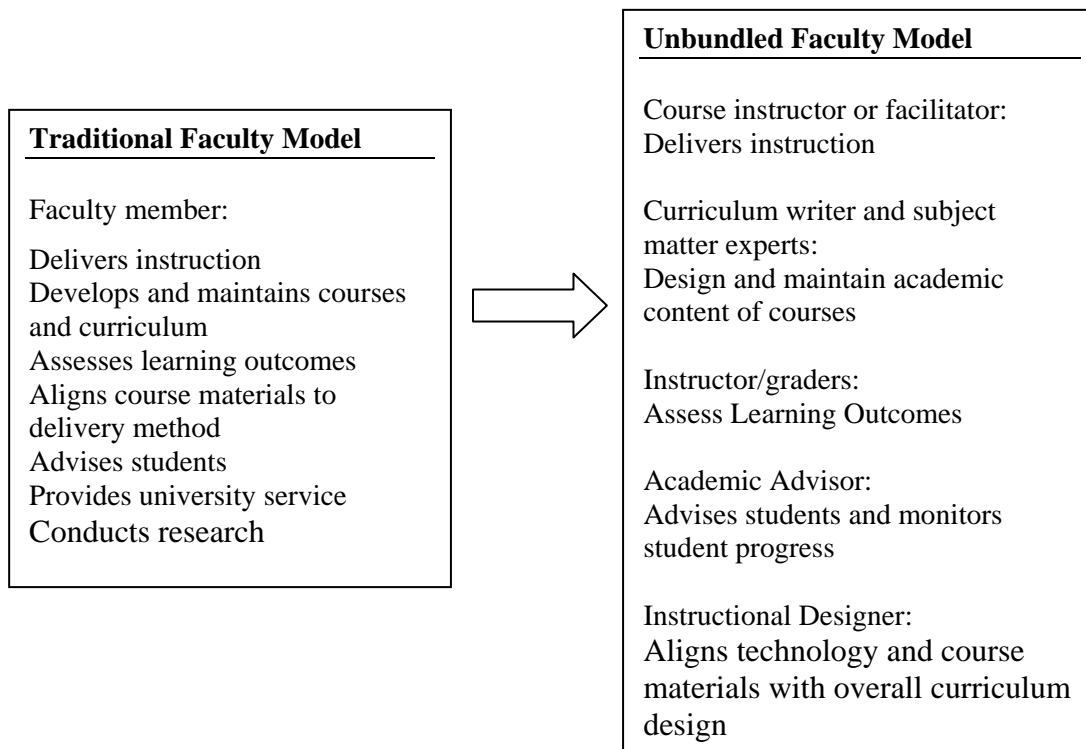 Traditional Faculty Model
Faculty member:
Delivers instruction
Develops and maintains courses
and curriculum
Assesses learning outcomes
Aligns course materials to
delivery method
Advises students
Provides university service
Conducts research
Unbundled Faculty Model
Course instructor or facilitator:
Delivers instruction
Curriculum writer and subject
matter experts:
Design and maintain academic
content of courses
Instructor/graders:
Assess Learning Outcomes
Academic Advisor:
Advises students and monitors
student progress
Instructional Designer:
Aligns technology and course
materials with overall curriculum
design